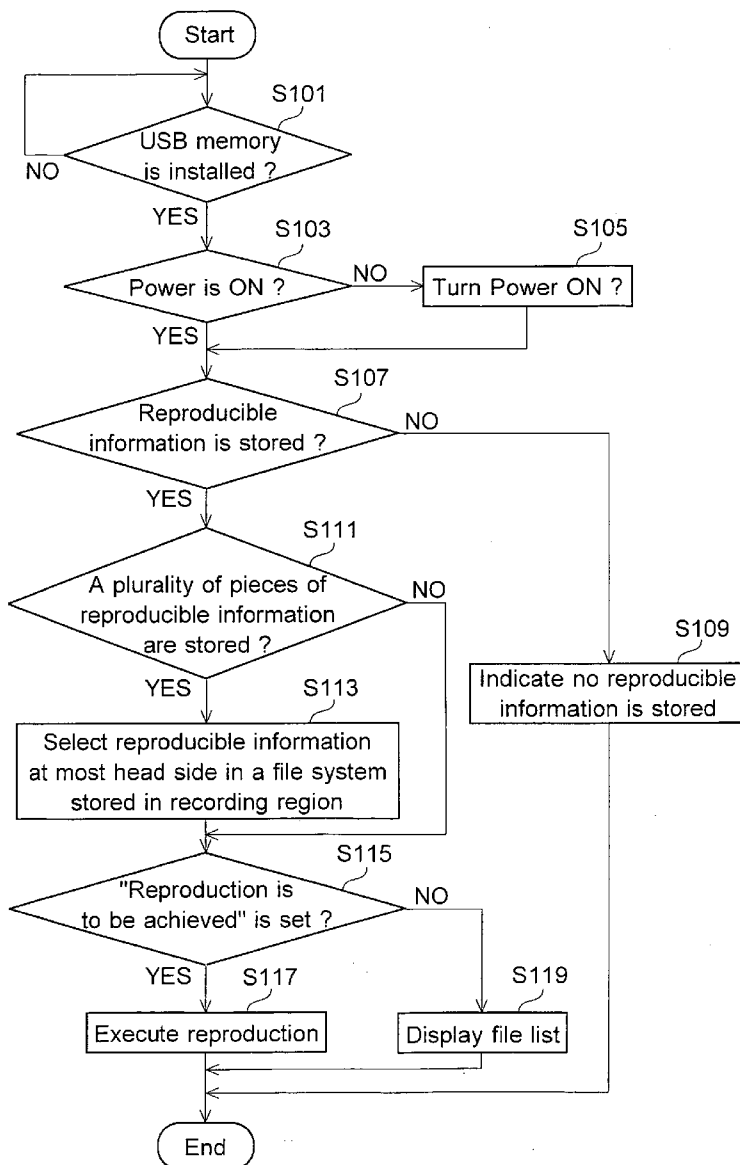 Start
S101
USB memory
is installed ?
NO
YES
S103
S105
Power is ON ?
NO
Turn Power ON ?
YES
S107
Reproducible
information is stored ?
NO
YES
S111
A plurality of pieces of
reproducible information
are stored ?
NO
S109
Indicate no reproducible
information is stored
YES
S113
Select reproducible information
at most head side in a file system
stored in recording region
S115
"Reproduction is
to be achieved" is set ?
NO
YES
S117
S119
Execute reproduction
Display file list
End